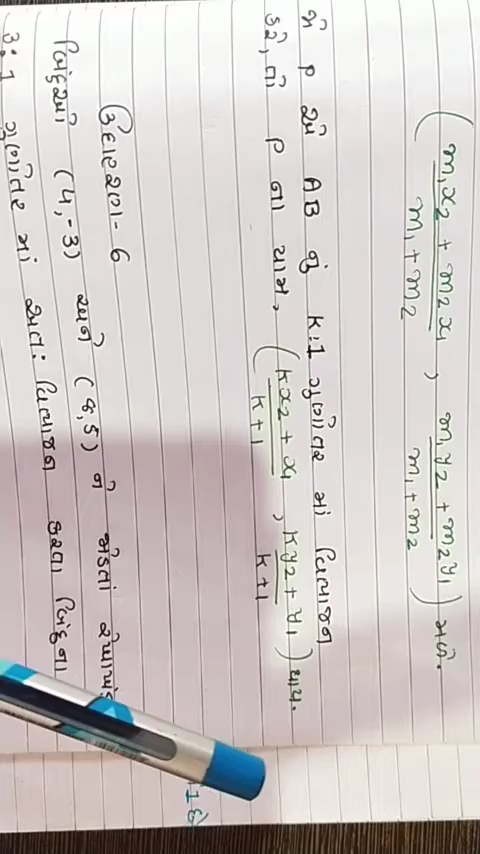 (m₁x₂ + m₂x₁ / m₁ + m₂ , m₁y₂ + m₂y₁ / m₁ + m₂) મળે.
જો P એ AB નું K:1 ગુણોત્તર માં વિભાજન
કરે, તો P ના યામ, (kx₂ + x₁ / k+1 , ky₂ + y₁ / k+1) થાય.
ઉદાહરણ-6
બિંદુઓ (4,-3) અને (8,5) ને જોડતાં
3:1 ગુણોત્તર માં અતઃ વિભાજન કરતા બિંદુના